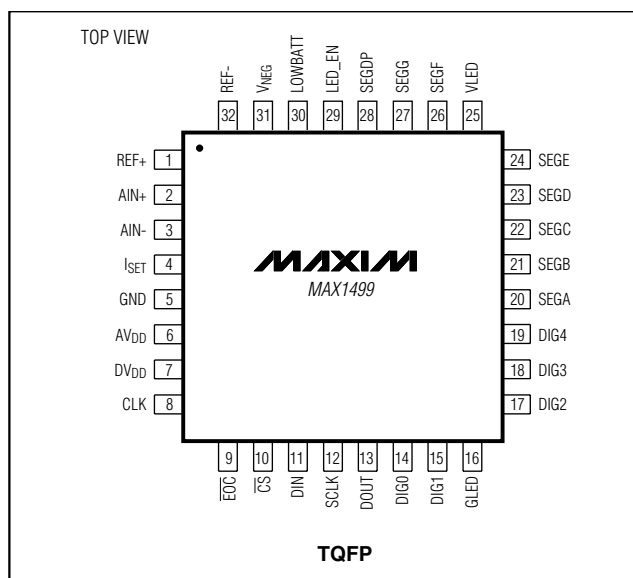 TOP VIEW
REF-
VNEG
LOWBATT
LED_EN
SEGDP
SEGG
SEGF
VLED
32 31 30 29 28 27 26 25
REF+ 1
AIN+ 2
AIN- 3
ISET 4
GND 5
AVDD 6
DVDD 7
CLK 8
MAXIM
MAX1499
24 SEGE
23 SEGD
22 SEGC
21 SEGB
20 SEGA
19 DIG4
18 DIG3
17 DIG2
9 10 11 12 13 14 15 16
EOC
CS
DIN
SCLK
DOUT
DIG0
DIG1
GLED
TQFP